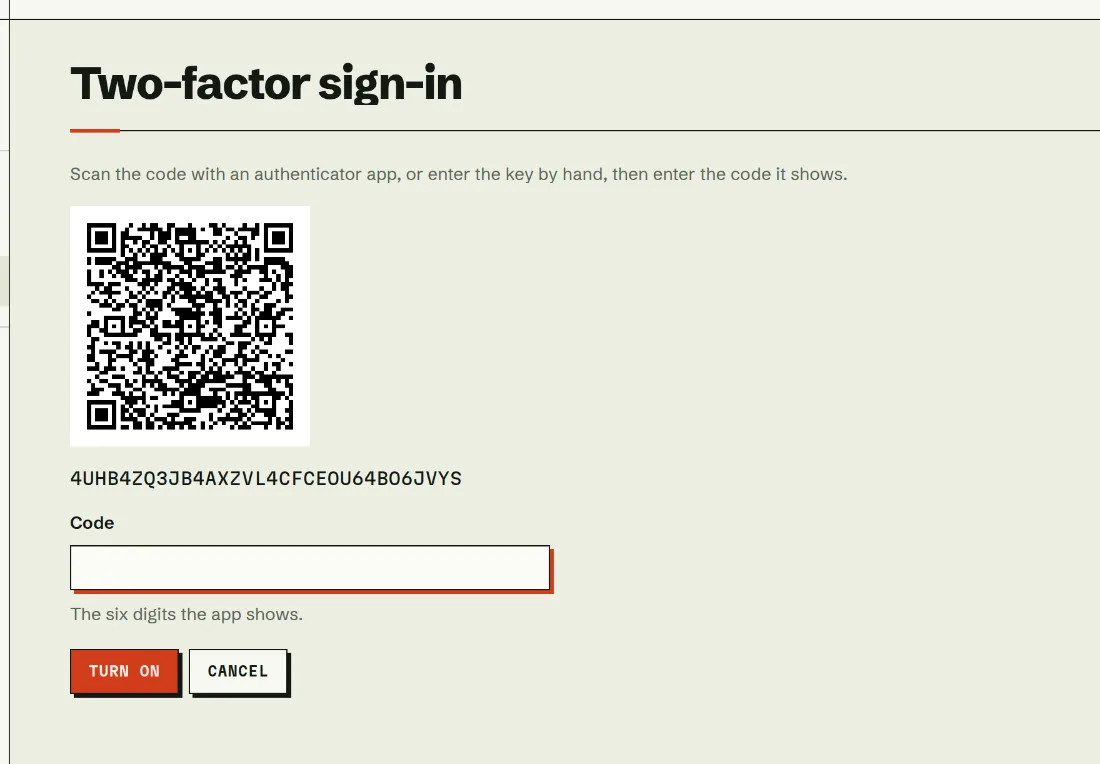 Two-factor sign-in
Scan the code with an authenticator app, or enter the key by hand, then enter the code it shows.
4UHB4ZQ3JB4AXZVL4CFCEOU64BO6JVYS
Code
The six digits the app shows.
TURN ON
CANCEL